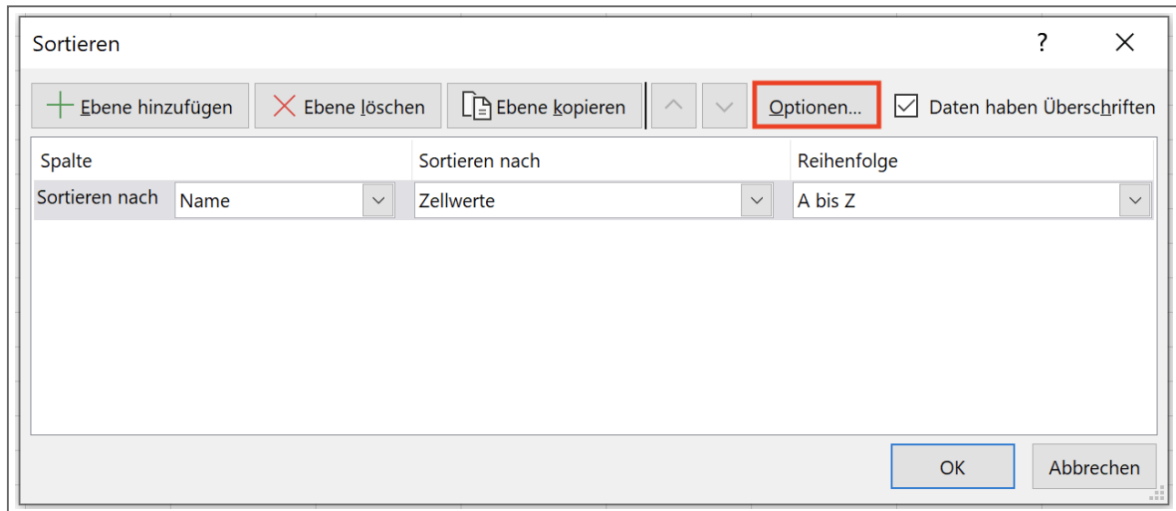 Sortieren ?
Ebene hinzufügen Ebene löschen Ebene kopieren Optionen... Daten haben Überschriften
Spalte Sortieren nach Reihenfolge
Sortieren nach Name Zellwerte A bis Z
OK Abbrechen